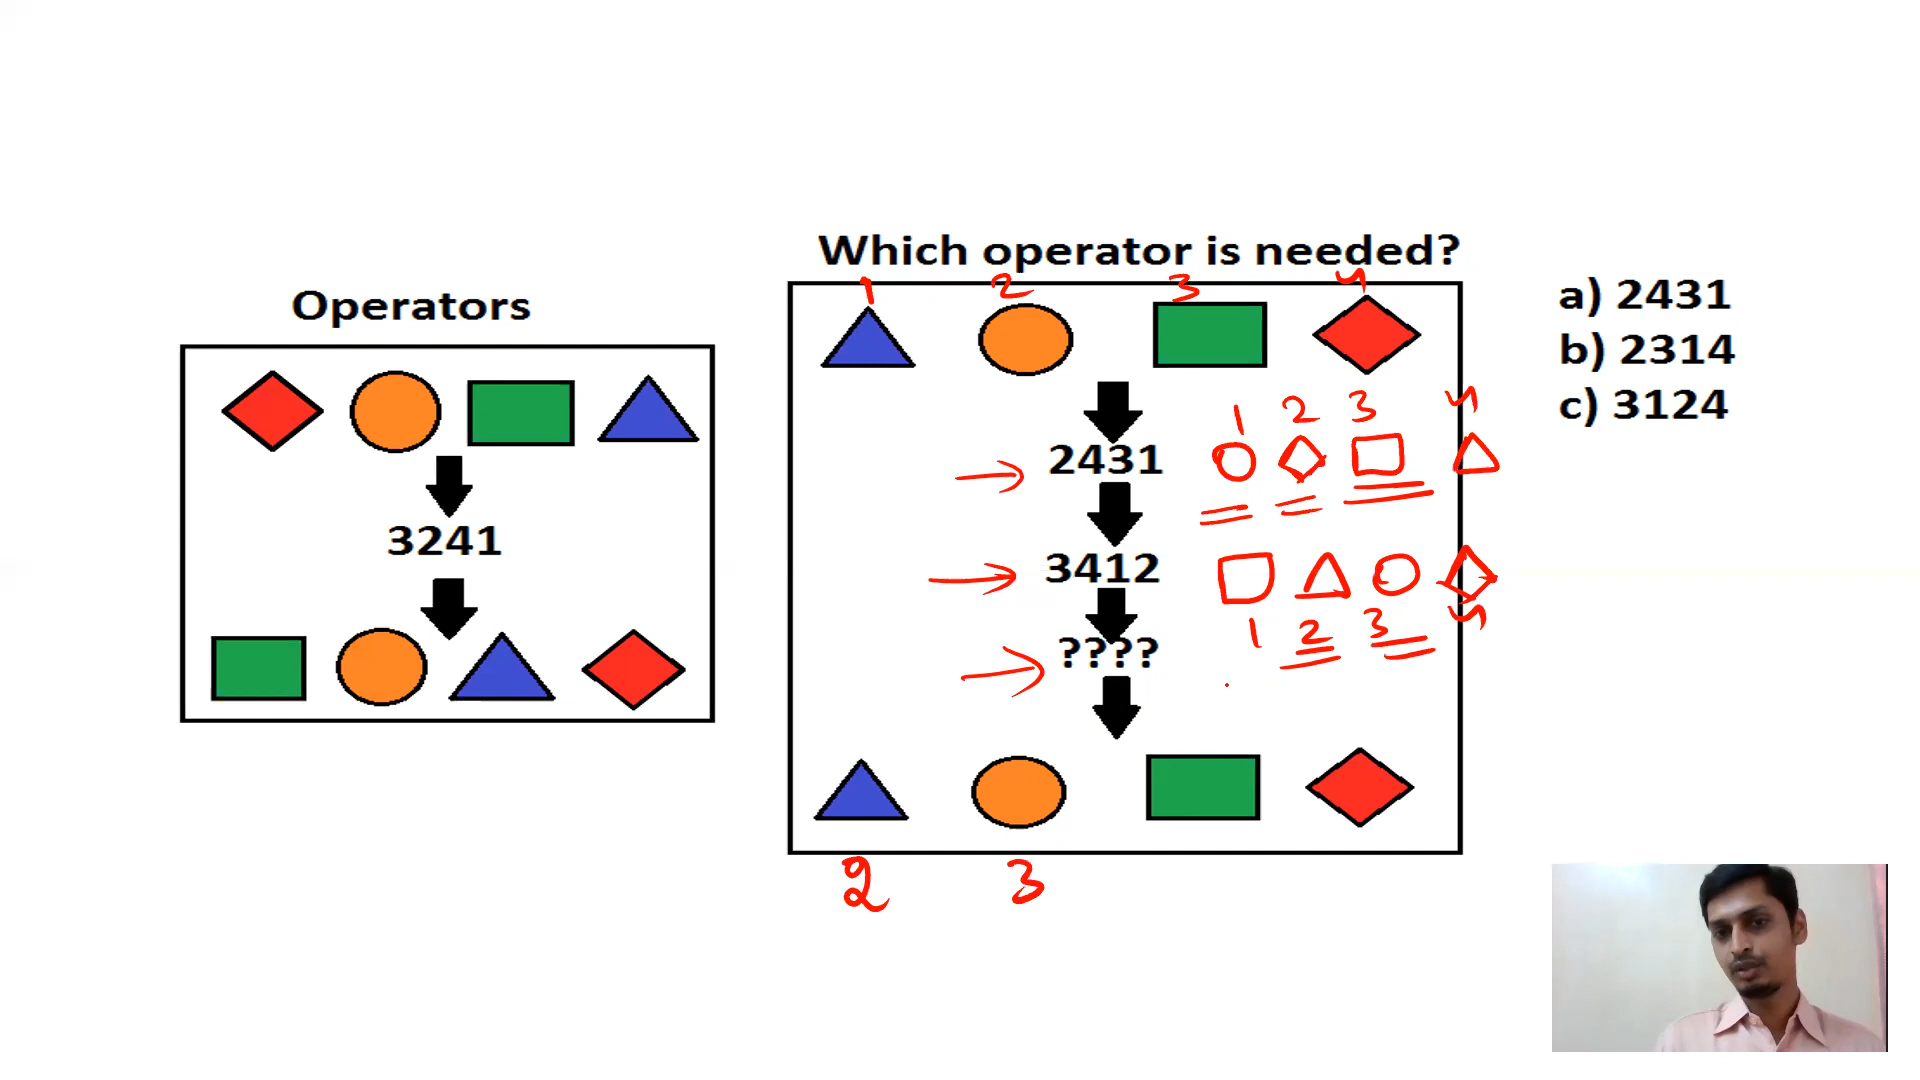 Operators
3241
Which operator is needed?
1 2 3 4
2431
1 2 3 4
3412
1 2 3 4
????
2 3
a) 2431
b) 2314
c) 3124